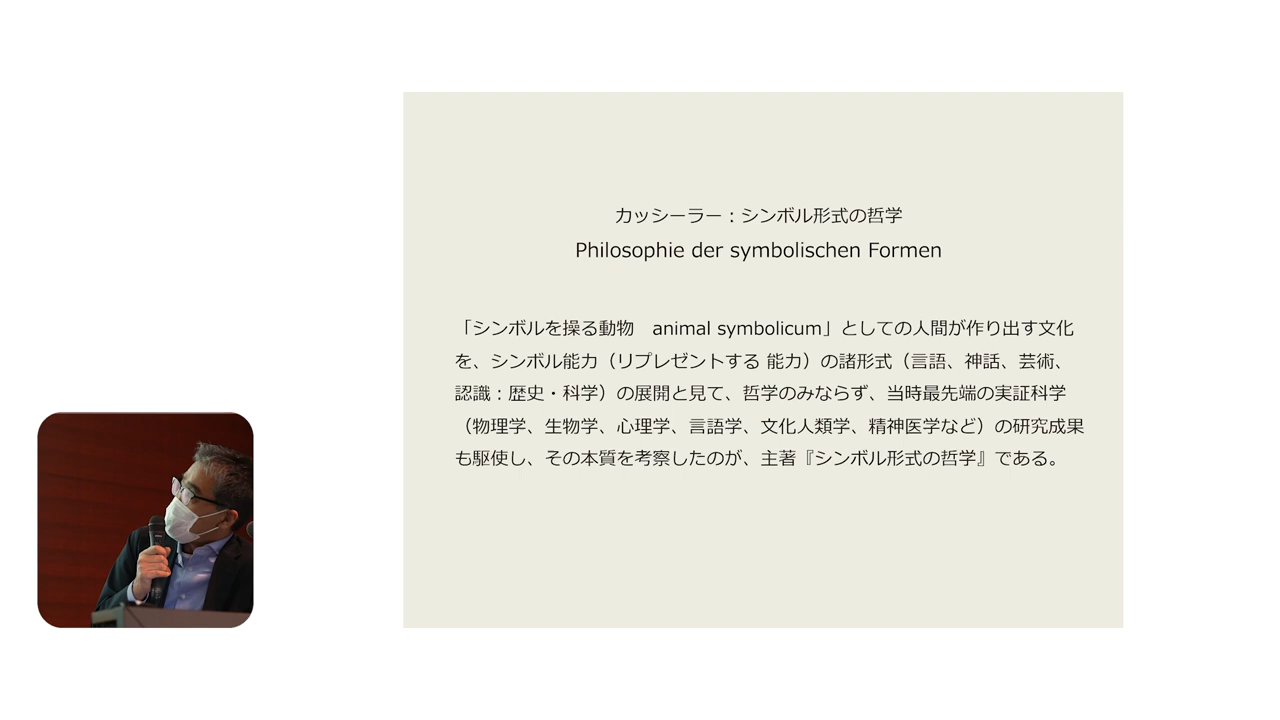 カッシーラー：シンボル形式の哲学
Philosophie der symbolischen Formen
「シンボルを操る動物　animal symbolicum」としての人間が作り出す文化
を、シンボル能力（リプレゼントする 能力）の諸形式（言語、神話、芸術、
認識：歴史・科学）の展開と見て、哲学のみならず、当時最先端の実証科学
（物理学、生物学、心理学、言語学、文化人類学、精神医学など）の研究成果
も駆使し、その本質を考察したのが、主著『シンボル形式の哲学』である。